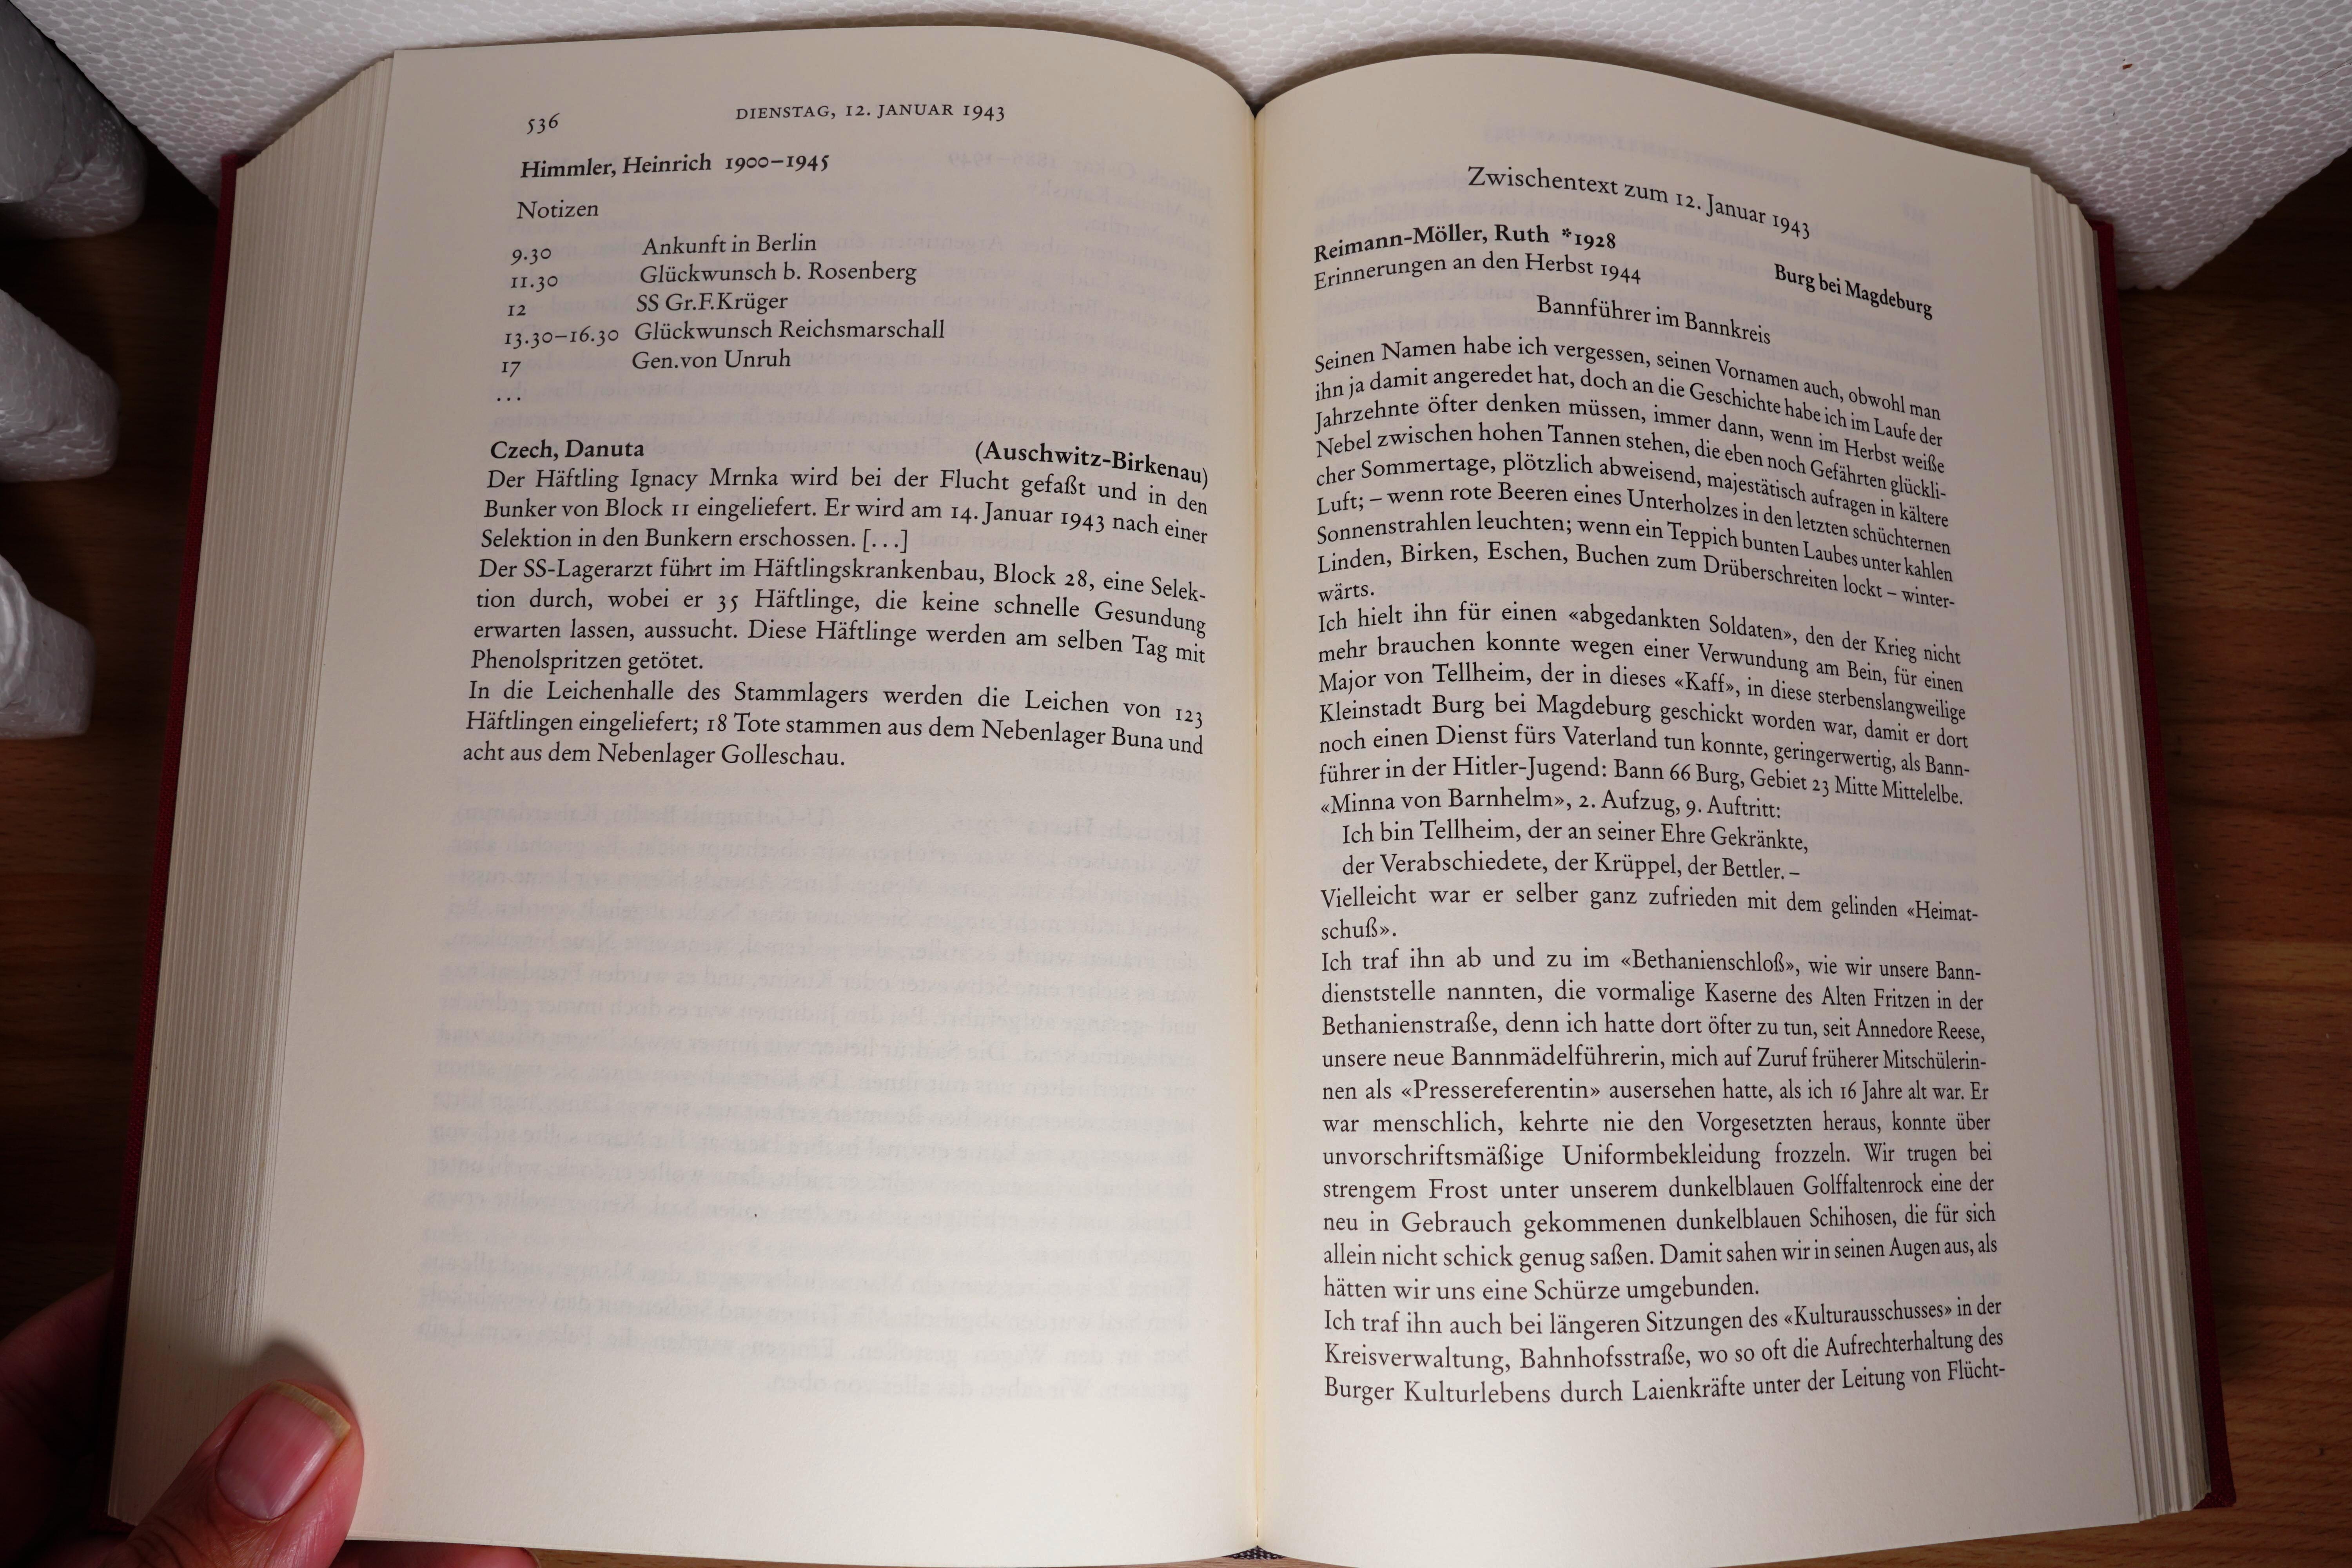 536
DIENSTAG, 12. JANUAR 1943
Himmler, Heinrich 1900–1945
Notizen
9.30 Ankunft in Berlin
11.30 Glückwunsch b. Rosenberg
12 SS Gr.F.Krüger
13.30–16.30 Glückwunsch Reichsmarschall
17 Gen.von Unruh
...
Czech, Danuta (Auschwitz-Birkenau)
Der Häftling Ignacy Mrnka wird bei der Flucht gefaßt und in den
Bunker von Block 11 eingeliefert. Er wird am 14. Januar 1943 nach einer
Selektion in den Bunkern erschossen. [...]
Der SS-Lagerarzt führt im Häftlingskrankenbau, Block 28, eine Selek-
tion durch, wobei er 35 Häftlinge, die keine schnelle Gesundung
erwarten lassen, aussucht. Diese Häftlinge werden am selben Tag mit
Phenolspritzen getötet.
In die Leichenhalle des Stammlagers werden die Leichen von 123
Häftlingen eingeliefert; 18 Tote stammen aus dem Nebenlager Buna und
acht aus dem Nebenlager Golleschau.
Zwischentext zum 12. Januar 1943
Reimann-Möller, Ruth *1928 Burg bei Magdeburg
Erinnerungen an den Herbst 1944
Bannführer im Bannkreis
Seinen Namen habe ich vergessen, seinen Vornamen auch, obwohl man
ihn ja damit angeredet hat, doch an die Geschichte habe ich im Laufe der
Jahrzehnte öfter denken müssen, immer dann, wenn im Herbst weiße
Nebel zwischen hohen Tannen stehen, die eben noch Gefährten glückli-
cher Sommertage, plötzlich abweisend, majestätisch aufragen in kältere
Luft; – wenn rote Beeren eines Unterholzes in den letzten schüchternen
Sonnenstrahlen leuchten; wenn ein Teppich bunten Laubes unter kahlen
Linden, Birken, Eschen, Buchen zum Drüberschreiten lockt – winter-
wärts.
Ich hielt ihn für einen «abgedankten Soldaten», den der Krieg nicht
mehr brauchen konnte wegen einer Verwundung am Bein, für einen
Major von Tellheim, der in dieses «Kaff», in diese sterbenslangweilige
Kleinstadt Burg bei Magdeburg geschickt worden war, damit er dort
noch einen Dienst fürs Vaterland tun konnte, geringerwertig, als Bann-
führer in der Hitler-Jugend: Bann 66 Burg, Gebiet 23 Mitte Mittelelbe.
«Minna von Barnhelm», 2. Aufzug, 9. Auftritt:
Ich bin Tellheim, der an seiner Ehre Gekränkte,
der Verabschiedete, der Krüppel, der Bettler. –
Vielleicht war er selber ganz zufrieden mit dem gelinden «Heimat-
schuß».
Ich traf ihn ab und zu im «Bethanienschloß», wie wir unsere Bann-
dienststelle nannten, die vormalige Kaserne des Alten Fritzen in der
Bethanienstraße, denn ich hatte dort öfter zu tun, seit Annedore Reese,
unsere neue Bannmädelführerin, mich auf Zuruf früherer Mitschülerin-
nen als «Pressereferentin» ausersehen hatte, als ich 16 Jahre alt war. Er
war menschlich, kehrte nie den Vorgesetzten heraus, konnte über
unvorschriftsmäßige Uniformbekleidung frozzeln. Wir trugen bei
strengem Frost unter unserem dunkelblauen Golffaltenrock eine der
neu in Gebrauch gekommenen dunkelblauen Schihosen, die für sich
allein nicht schick genug saßen. Damit sahen wir in seinen Augen aus, als
hätten wir uns eine Schürze umgebunden.
Ich traf ihn auch bei längeren Sitzungen des «Kulturausschusses» in der
Kreisverwaltung, Bahnhofsstraße, wo so oft die Aufrechterhaltung des
Burger Kulturlebens durch Laienkräfte unter der Leitung von Flücht-